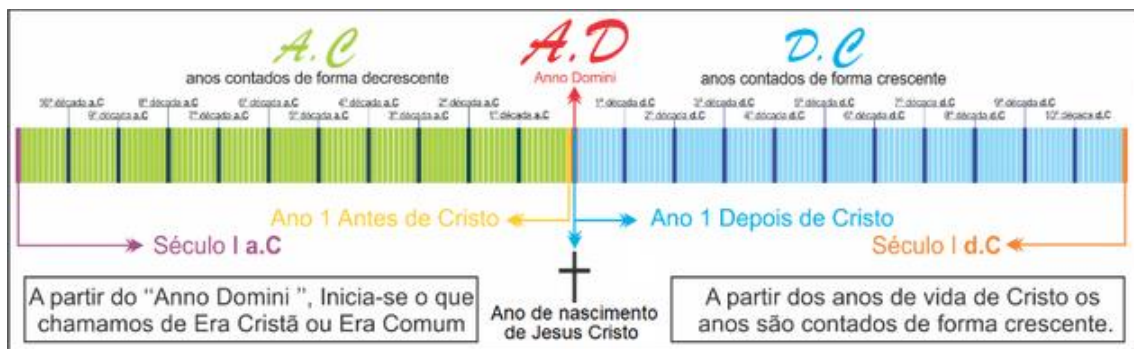 A.C
A.D
D.C
anos contados de forma decrescente
Anno Domini
anos contados de forma crescente
10ª década a.C
8ª década a.C
6ª década a.C
4ª década a.C
2ª década a.C
1ª década d.C
3ª década d.C
5ª década d.C
7ª década d.C
9ª década d.C
9ª década a.C
7ª década a.C
5ª década a.C
3ª década a.C
1ª década a.C
2ª década d.C
4ª década d.C
6ª década d.C
8ª década d.C
10ª década d.C
Ano 1 Antes de Cristo
Ano 1 Depois de Cristo
Século I a.C
Século I d.C
A partir do “Anno Domini ”, Inicia-se o que
chamamos de Era Cristã ou Era Comum
Ano de nascimento
de Jesus Cristo
A partir dos anos de vida de Cristo os
anos são contados de forma crescente.